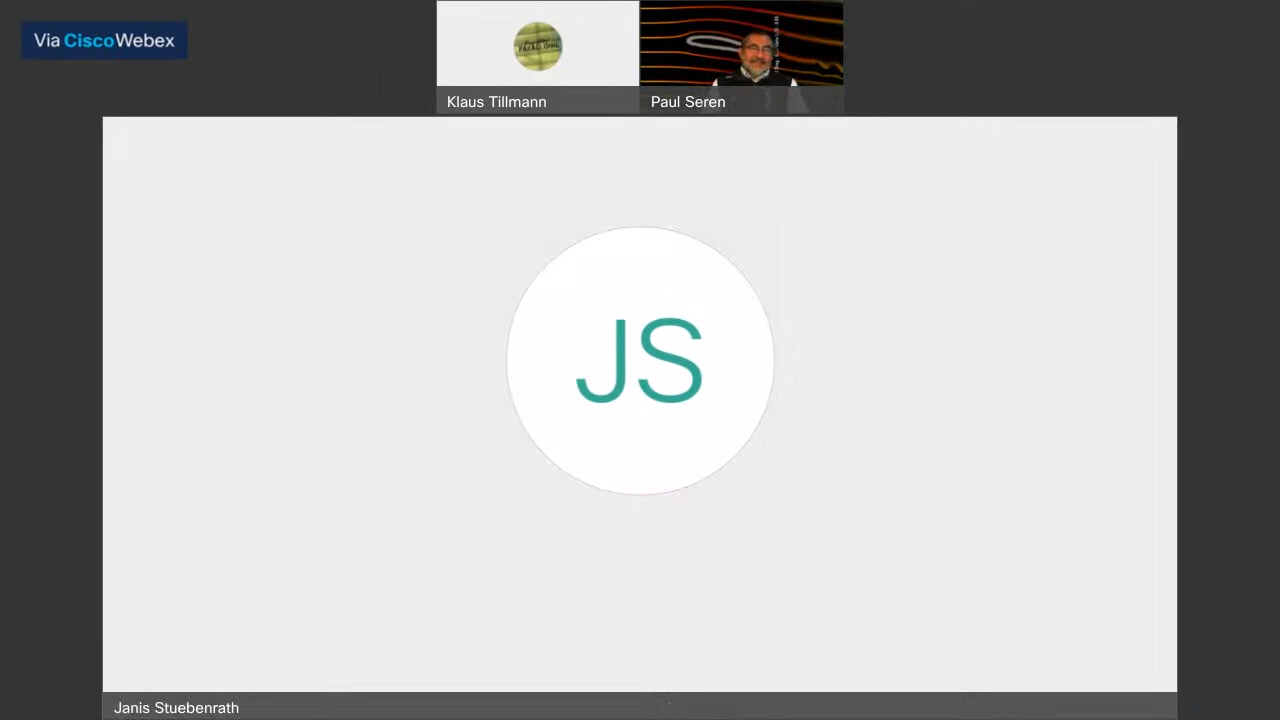 Via CiscoWebex
Klaus Tillmann
Paul Seren
JS
Janis Stuebenrath